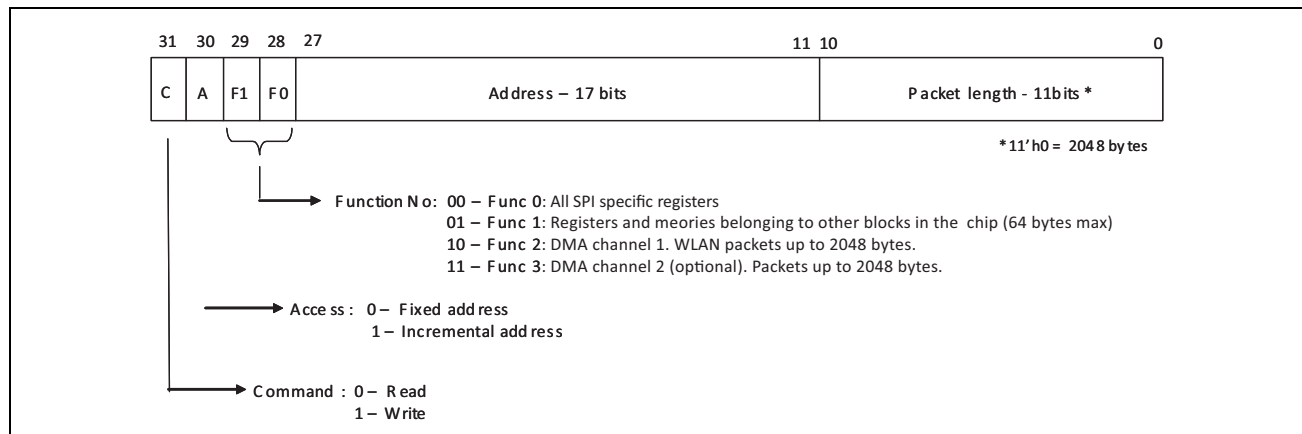 31 30 29 28 27 11 10 0
C A F1 F0 Address – 17 bits Packet length - 11bits *
*11'h0 = 2048 bytes
Function No: 00 – Func 0: All SPI specific registers
01 – Func 1: Registers and meories belonging to other blocks in the chip (64 bytes max)
10 – Func 2: DMA channel 1. WLAN packets up to 2048 bytes.
11 – Func 3: DMA channel 2 (optional). Packets up to 2048 bytes.
Access : 0 – Fixed address
1 – Incremental address
Command : 0 – Read
1 – Write